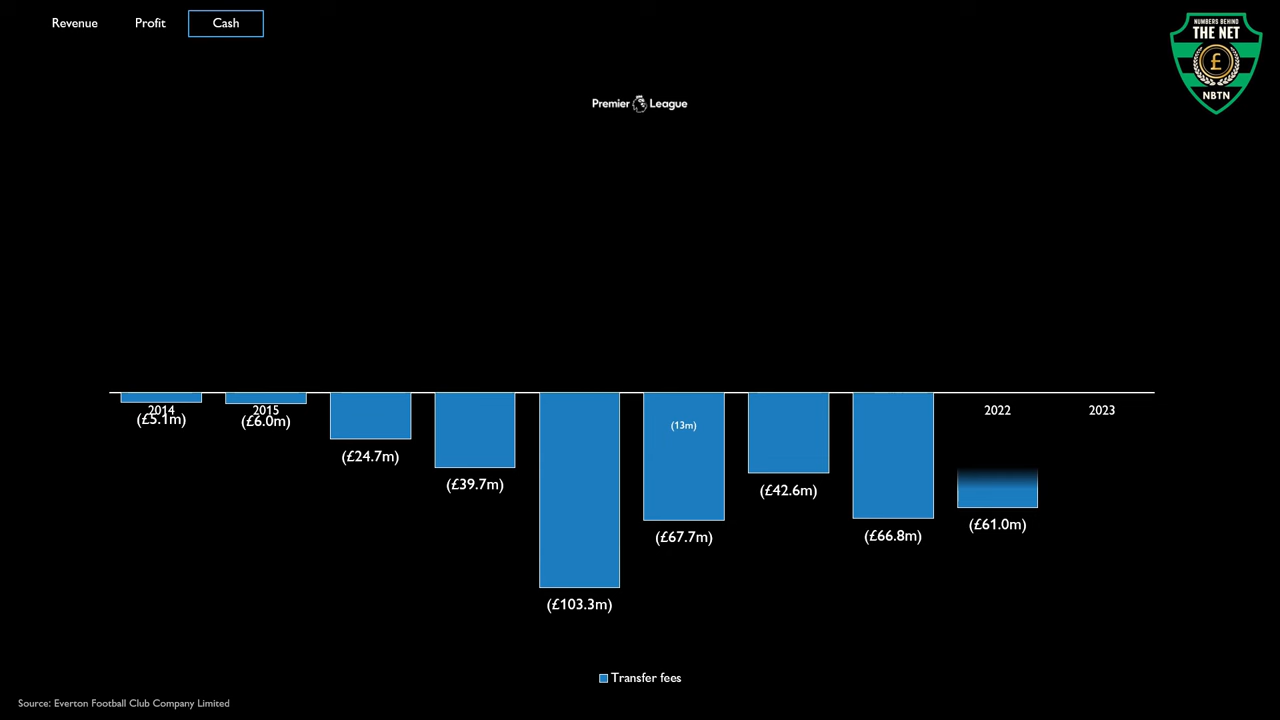 Revenue
Profit
Cash
NUMBERS BEHIND
THE NET
£
NBTN
Premier League
2014
2015
2022
2023
(£5.1m)
(£6.0m)
(13m)
(£24.7m)
(£39.7m)
(£42.6m)
(£61.0m)
(£67.7m)
(£66.8m)
(£103.3m)
Transfer fees
Source: Everton Football Club Company Limited